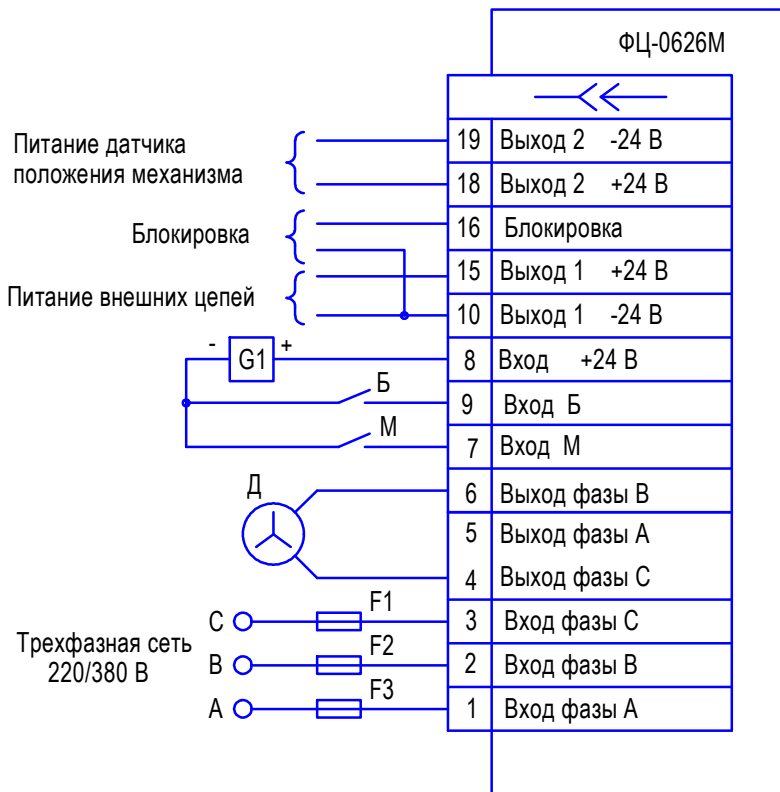 ФЦ-0626М
Питание датчика
положения механизма
19 Выход 2 -24 В
18 Выход 2 +24 В
Блокировка
16 Блокировка
Питание внешних цепей
15 Выход 1 +24 В
10 Выход 1 -24 В
- G1 +
8 Вход +24 В
Б
9 Вход Б
М
7 Вход М
Д
6 Выход фазы В
5 Выход фазы А
4 Выход фазы С
Трехфазная сеть
220/380 В
С F1
3 Вход фазы С
В F2
2 Вход фазы В
А F3
1 Вход фазы А